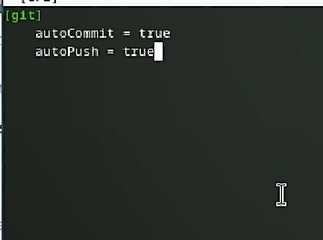 [git]
autoCommit = true
autoPush = true